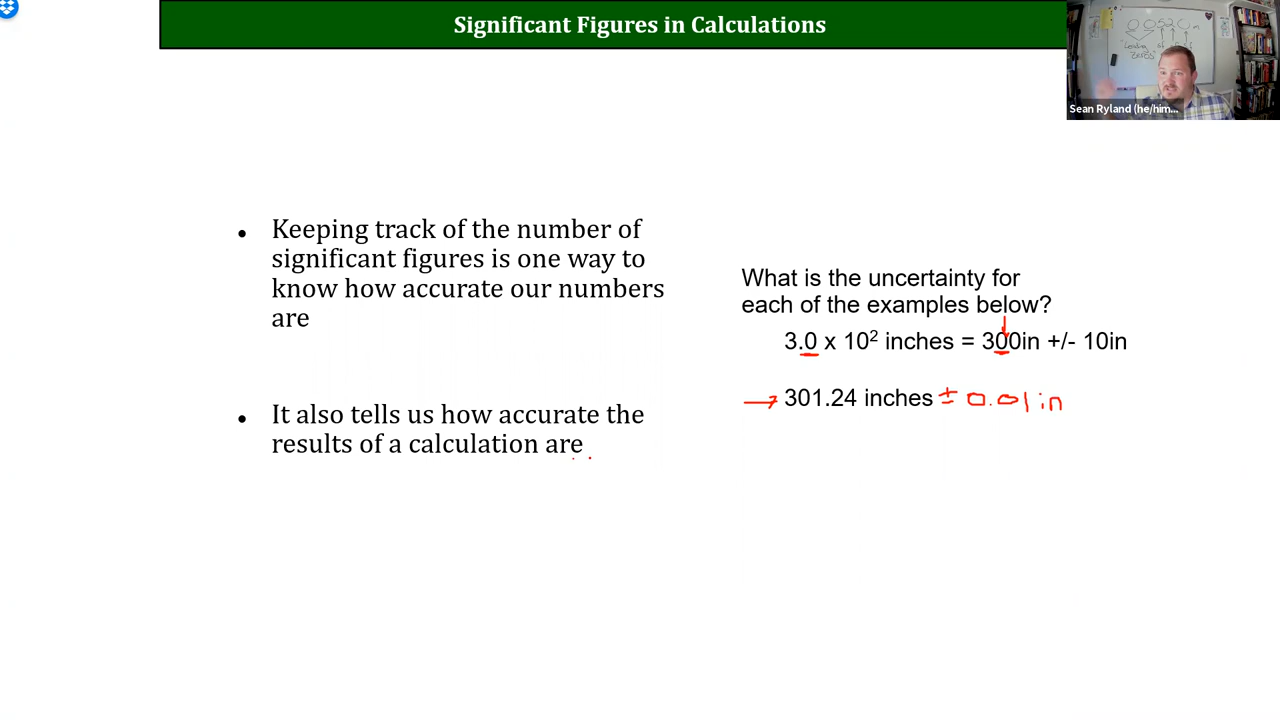 Significant Figures in Calculations
Sean Ryland (he/him...
• Keeping track of the number of
significant figures is one way to
know how accurate our numbers
are
• It also tells us how accurate the
results of a calculation are
What is the uncertainty for
each of the examples below?
3.0 x 10² inches = 300in +/- 10in
→ 301.24 inches ± 0.01 in